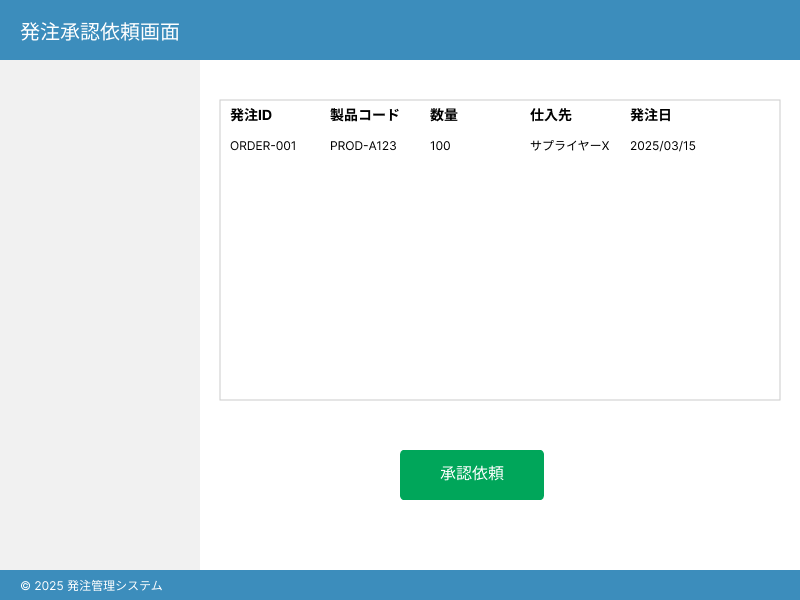 発注承認依頼画面
発注ID 製品コード 数量 仕入先 発注日
ORDER-001 PROD-A123 100 サプライヤーX 2025/03/15
承認依頼
© 2025 発注管理システム